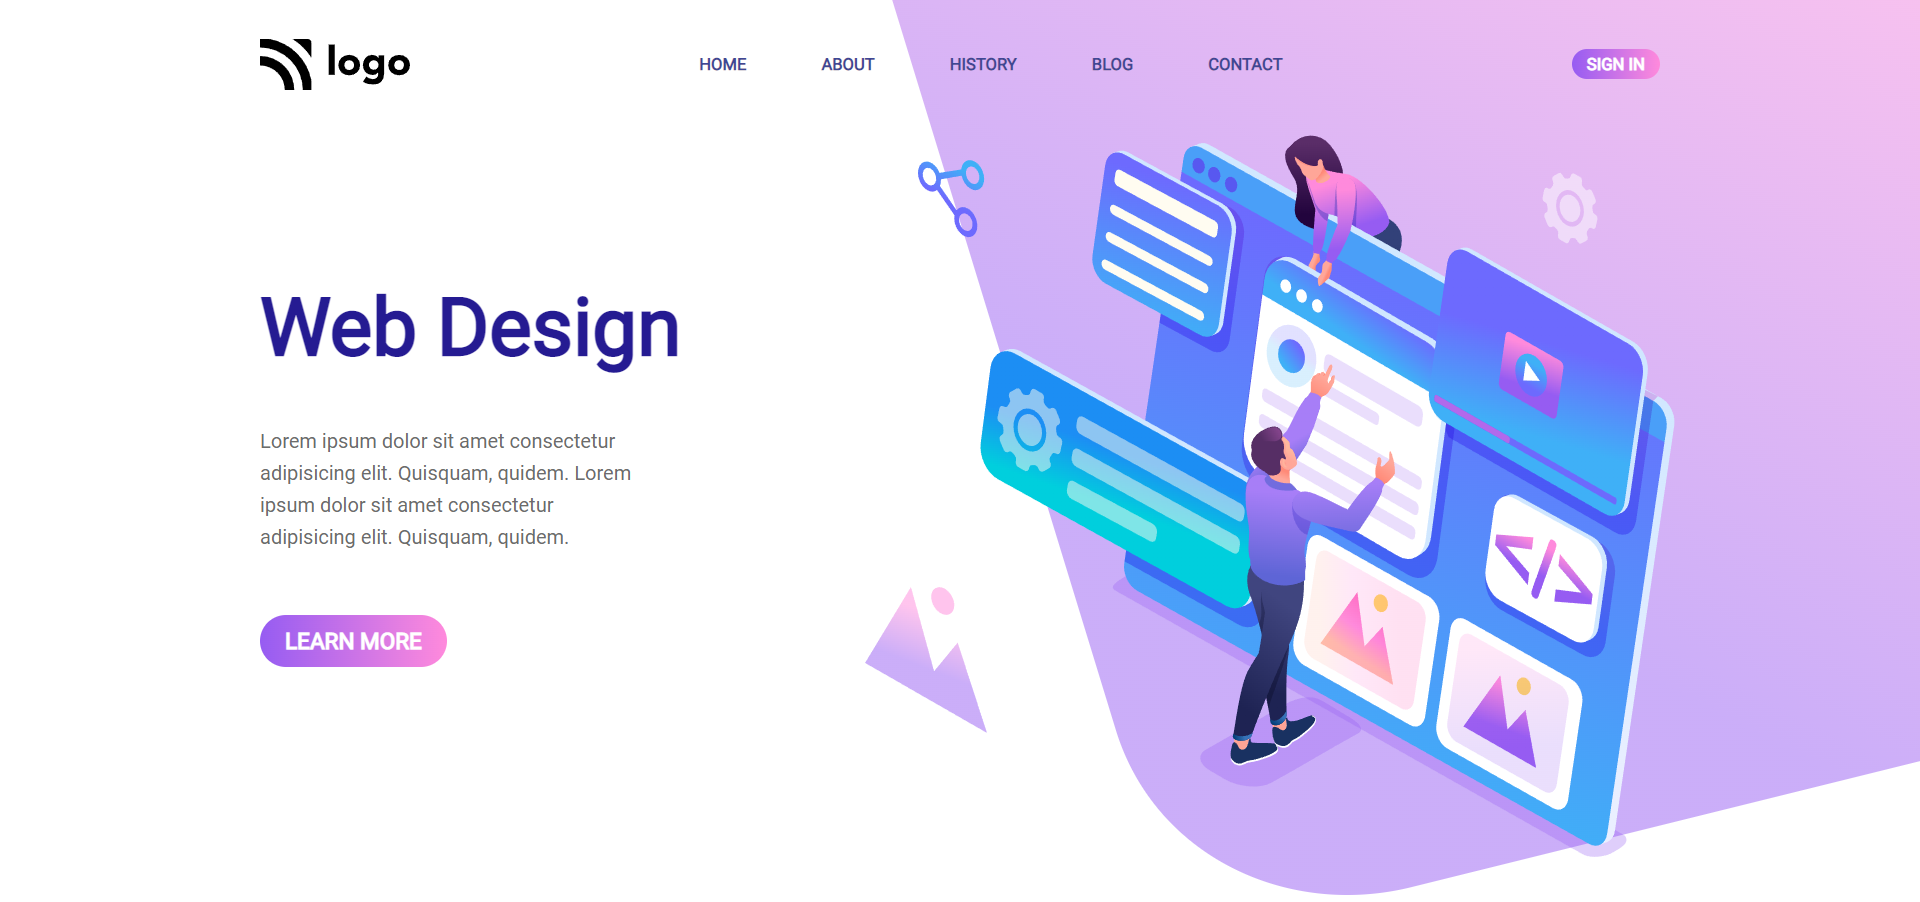 logo
HOME ABOUT HISTORY BLOG CONTACT SIGN IN
Web Design
Lorem ipsum dolor sit amet consectetur
adipisicing elit. Quisquam, quidem. Lorem
ipsum dolor sit amet consectetur
adipisicing elit. Quisquam, quidem.
LEARN MORE
</>